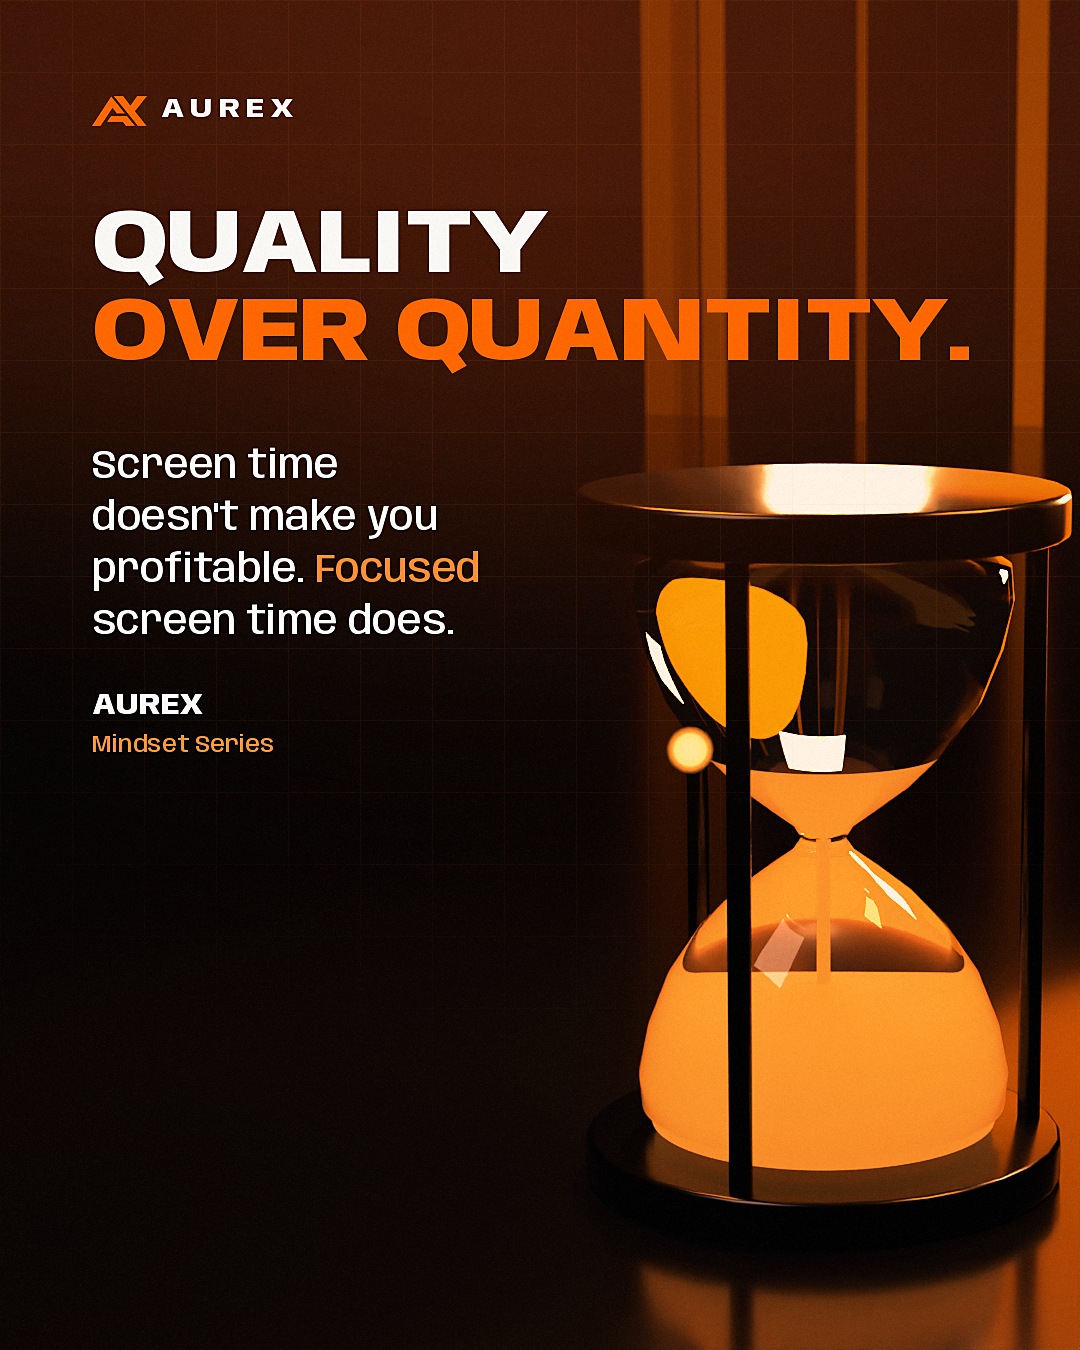 AUREX
QUALITY
OVER QUANTITY.
Screen time
doesn't make you
profitable. Focused
screen time does.
AUREX
Mindset Series